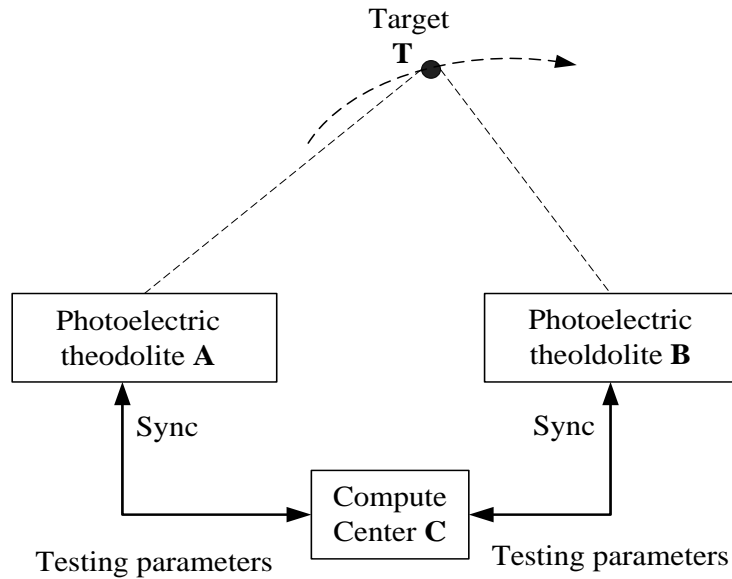 Target
T
Photoelectric
theodolite A
Photoelectric
theoldolite B
Sync
Sync
Compute
Center C
Testing parameters
Testing parameters